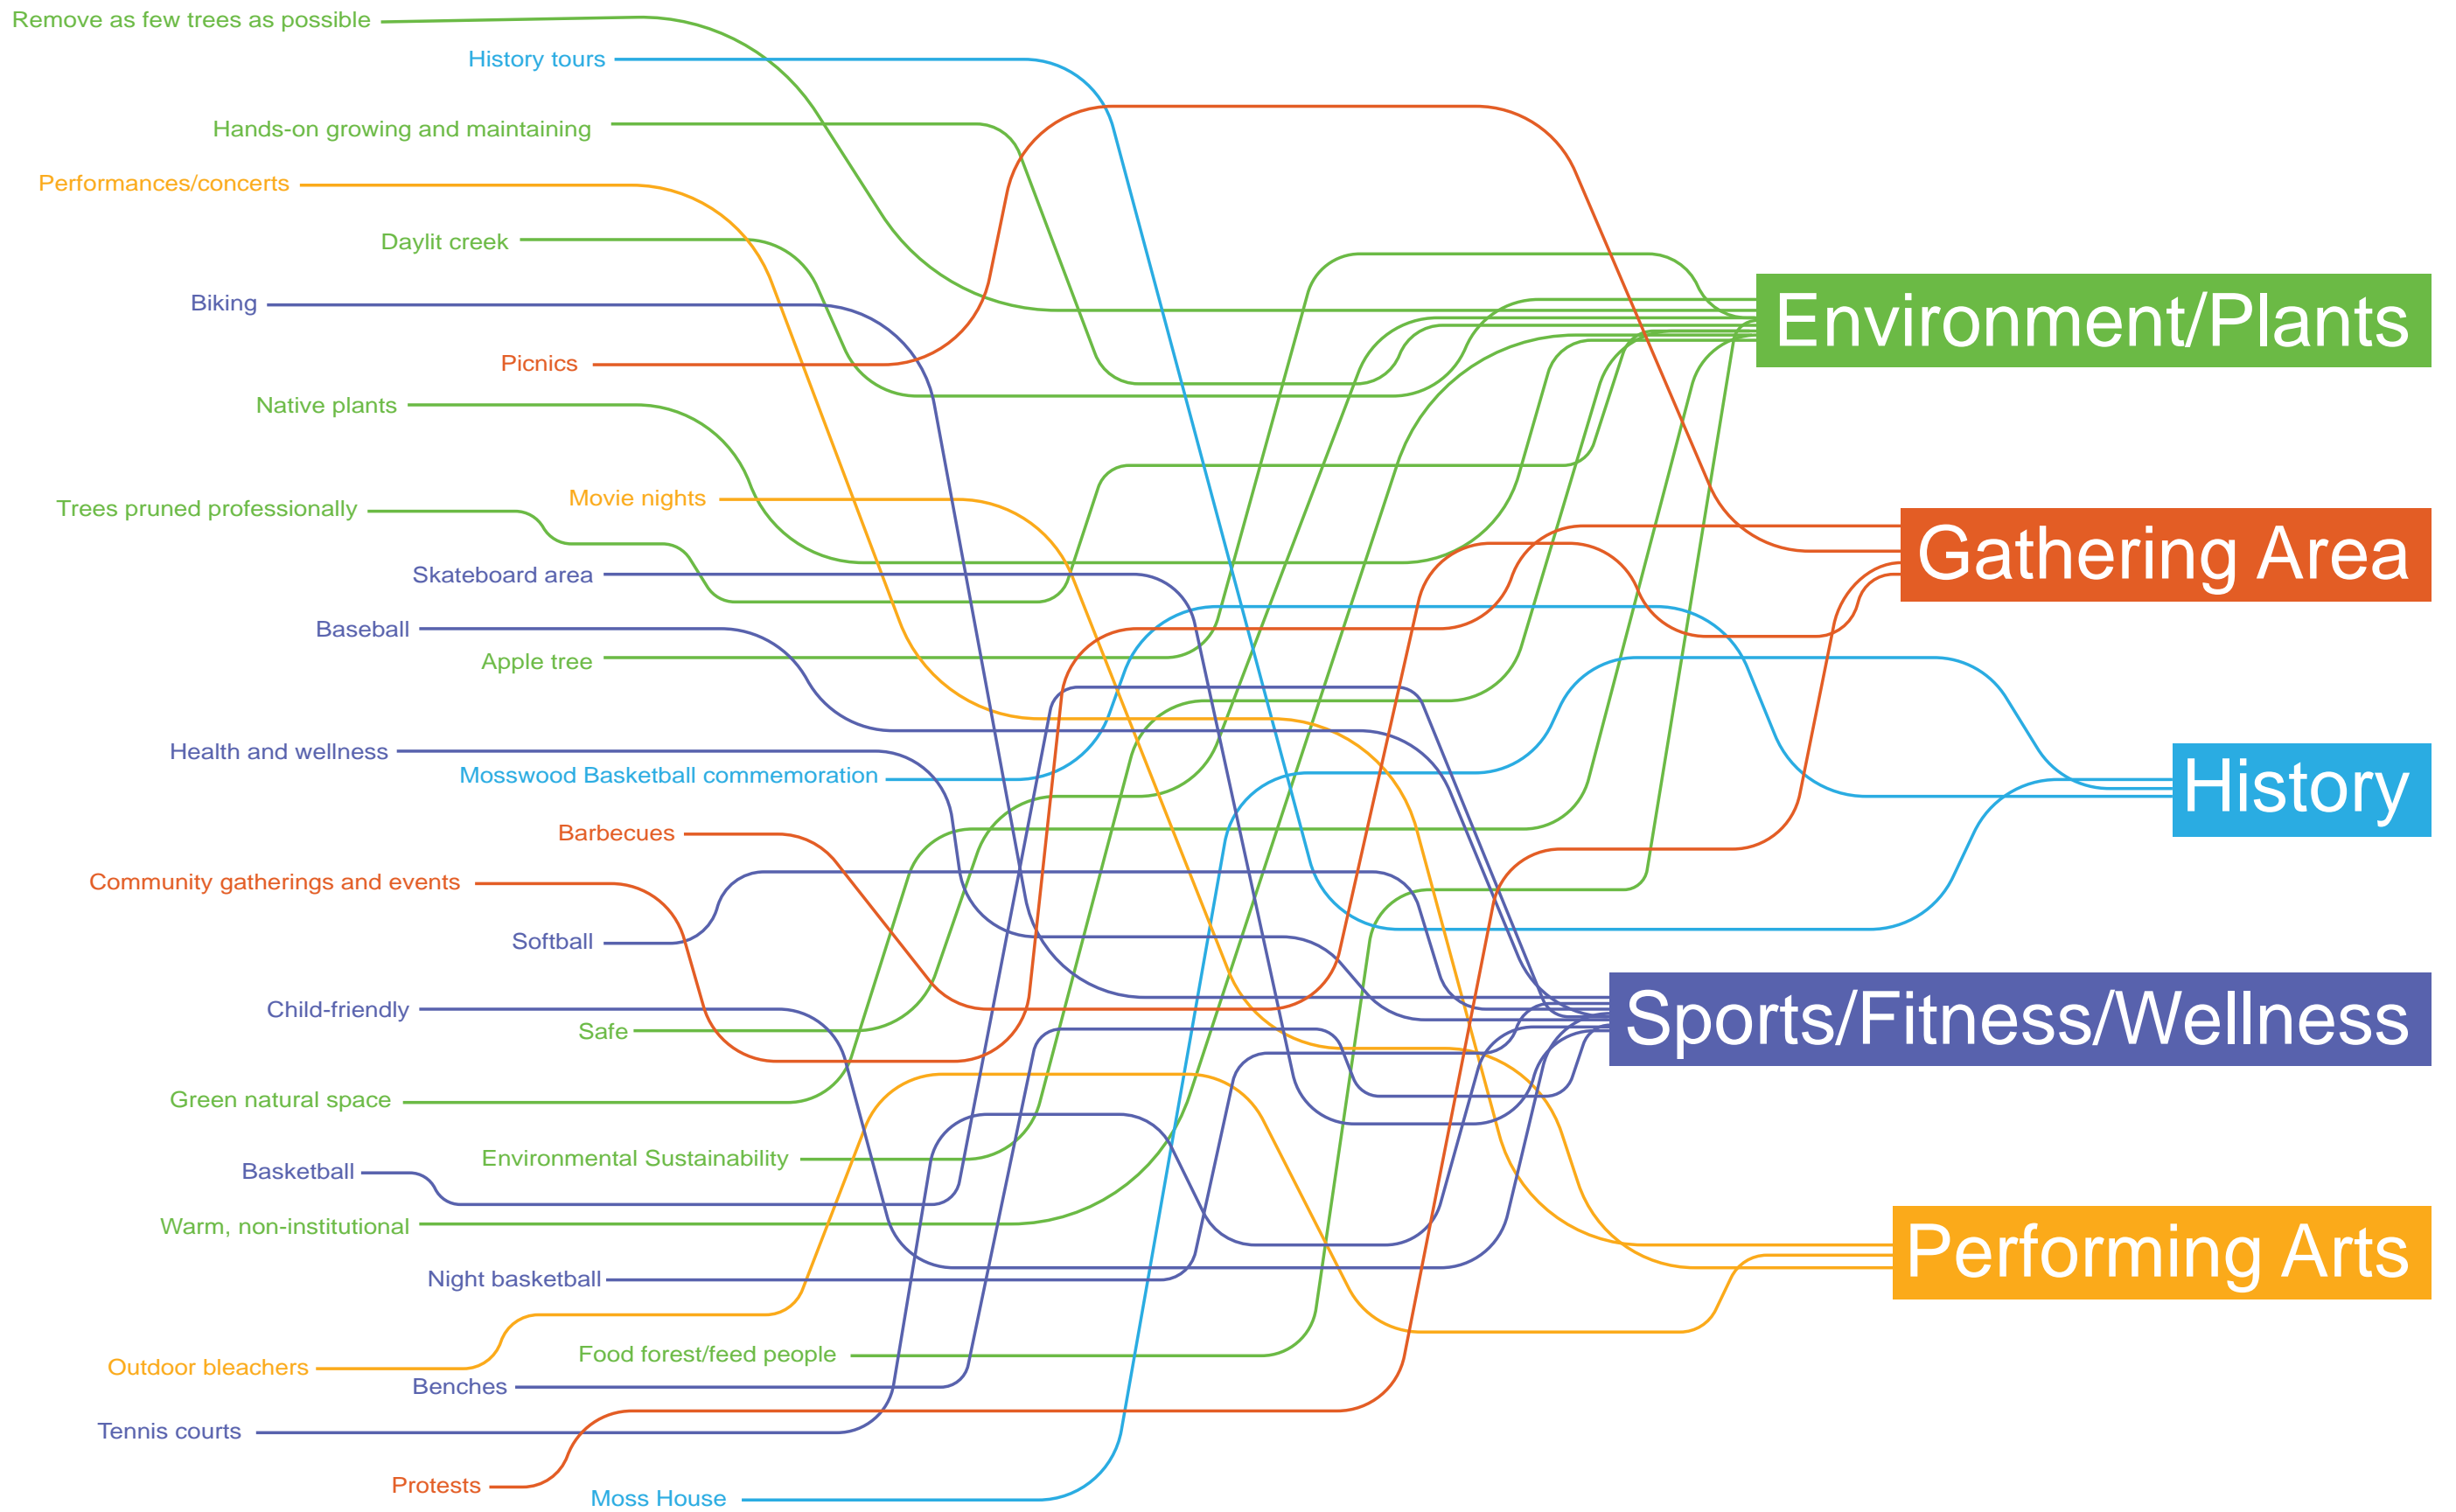 Remove as few trees as possible
History tours
Hands-on growing and maintaining
Performances/concerts
Daylit creek
Biking
Picnics
Native plants
Movie nights
Trees pruned professionally
Skateboard area
Baseball
Apple tree
Health and wellness
Mosswood Basketball commemoration
Barbecues
Community gatherings and events
Softball
Child-friendly
Safe
Green natural space
Environmental Sustainability
Basketball
Warm, non-institutional
Night basketball
Food forest/feed people
Outdoor bleachers
Benches
Tennis courts
Protests
Moss House
Environment/Plants
Gathering Area
History
Sports/Fitness/Wellness
Performing Arts